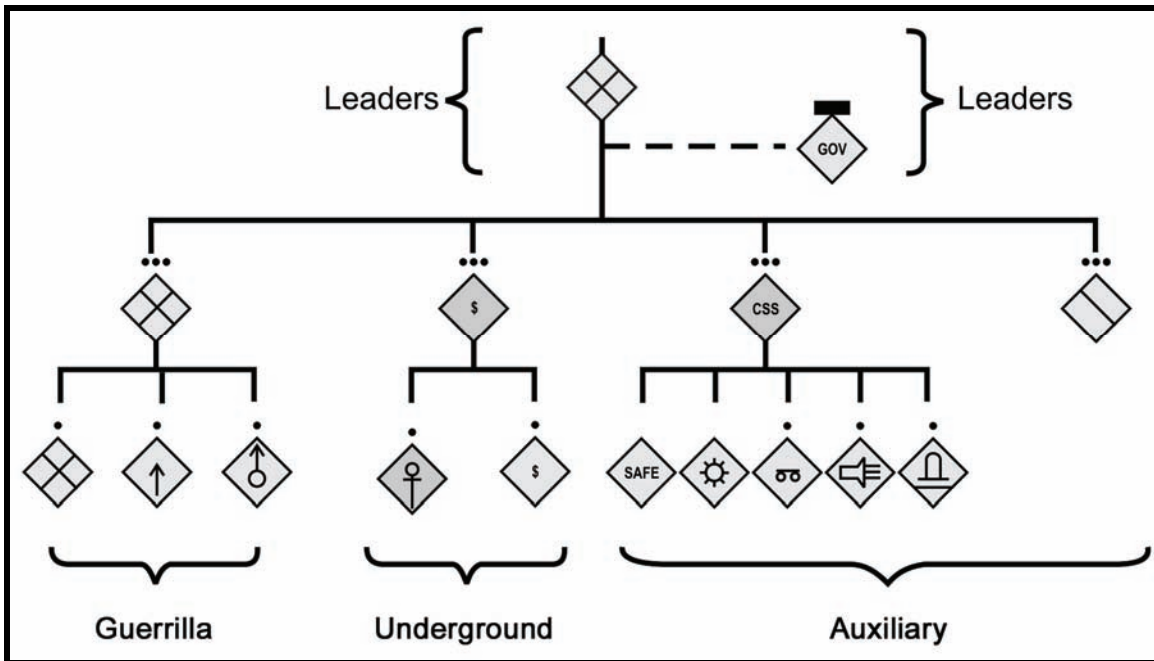 Leaders
Leaders
GOV
$
CSS
$
SAFE
Guerrilla
Underground
Auxiliary